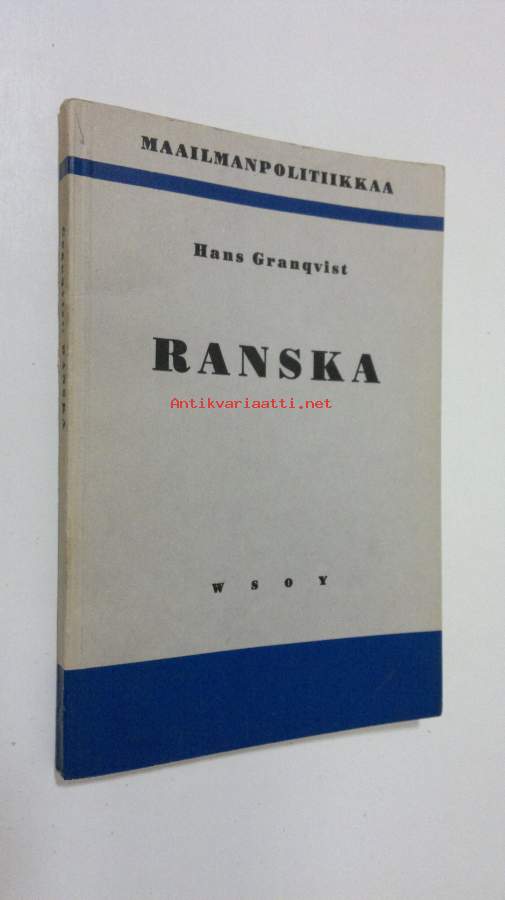 MAAILMANPOLITIIKKAA
Hans Granqvist
RANSKA
Antikvariaatti.net
WSOY